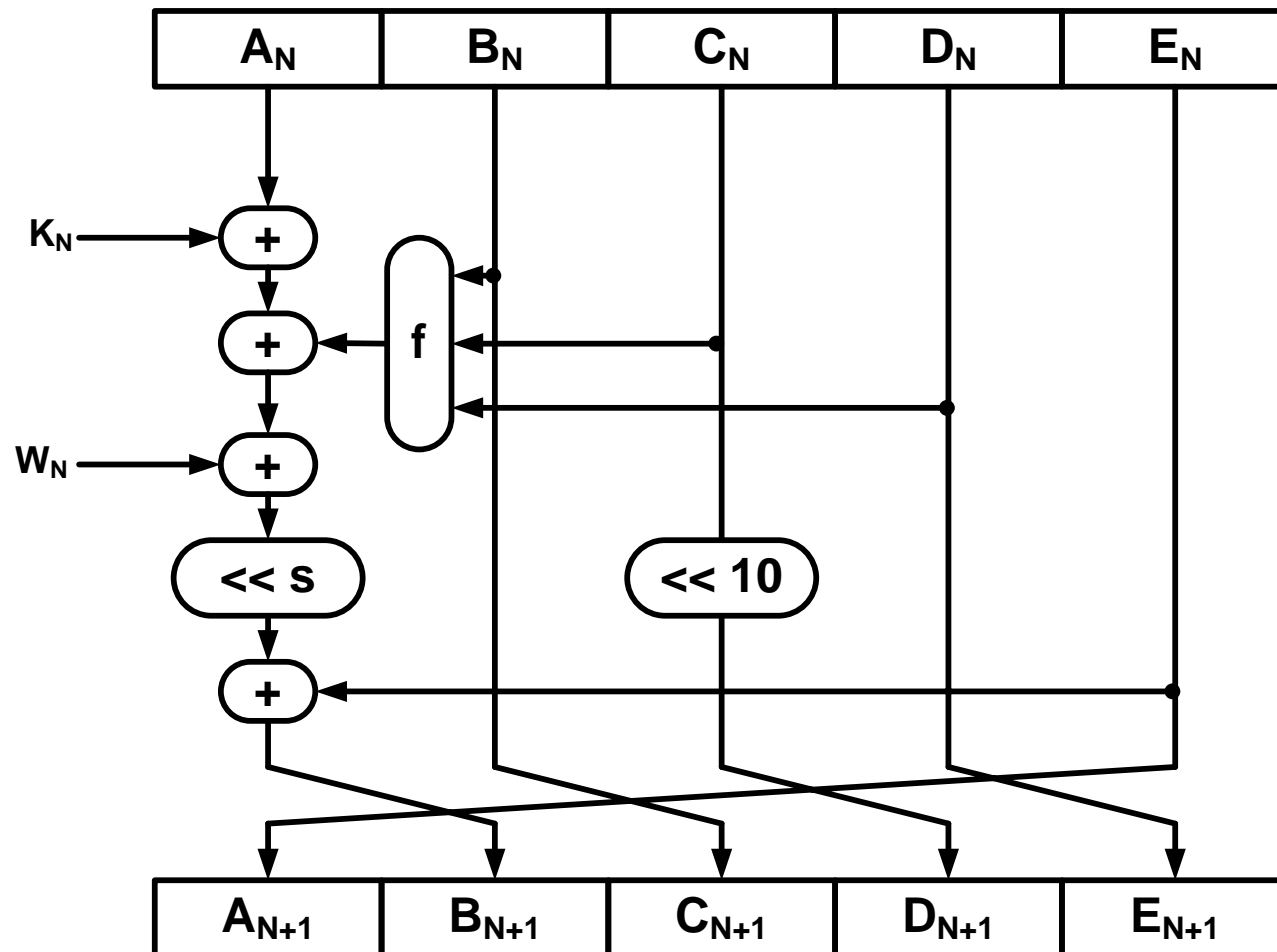 A_N B_N C_N D_N E_N
K_N
+
+
f
W_N
+
<< s
<< 10
+
A_N+1 B_N+1 C_N+1 D_N+1 E_N+1